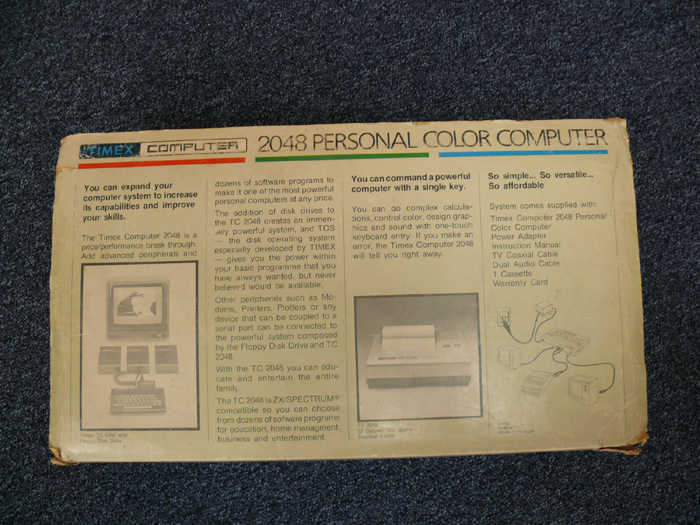 TIMEX COMPUTER 2048 PERSONAL COLOR COMPUTER
You can expand your
computer system to increase
its capabilities and improve
your skills.
The Timex Computer 2048 is a
price/performance break through.
Add advanced peripherals and
dozens of software programs to
make it one of the most powerful
personal computers at any price.
The addition of disk drives to
the TC 2048 creates an immen-
sely powerful system, and TOS
— the disk operating system
especially developed by TIMEX
— gives you the power within
your basic programme that you
have always wanted, but never
believed would be available.
Other peripherals such as Mo-
dems, Printers, Plotters or any
device that can be coupled to a
serial port can be connected to
the powerful system composed
by the Floppy Disk Drive and TC
2048.
With the TC 2048 you can edu-
cate and entertain the entire
family.
The TC 2048 is ZX/SPECTRUM®
compatible so you can choose
from dozens of software programs
for education, home managment,
business and entertainment.
You can command a powerful
computer with a single key.
You can do complex calcula-
tions, control color, design grap-
hics and sound with one-touch
keyboard entry. If you make an
error, the Timex Computer 2048
will tell you right away.
So simple... So versatile...
So affordable
System comes supplied with:
Timex Computer 2048 Personal
Color Computer
Power Adapter
Instruction Manual
TV Coaxial Cable
Dual Audio Cable
1 Cassette
Warranty Card